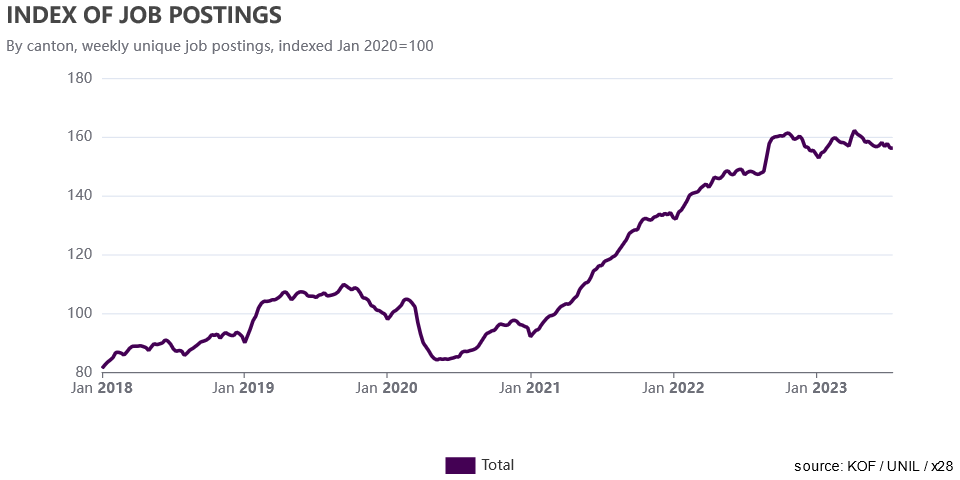 INDEX OF JOB POSTINGS
By canton, weekly unique job postings, indexed Jan 2020=100
180
160
140
120
100
80
Jan 2018 Jan 2019 Jan 2020 Jan 2021 Jan 2022 Jan 2023
Total
source: KOF / UNIL / x28